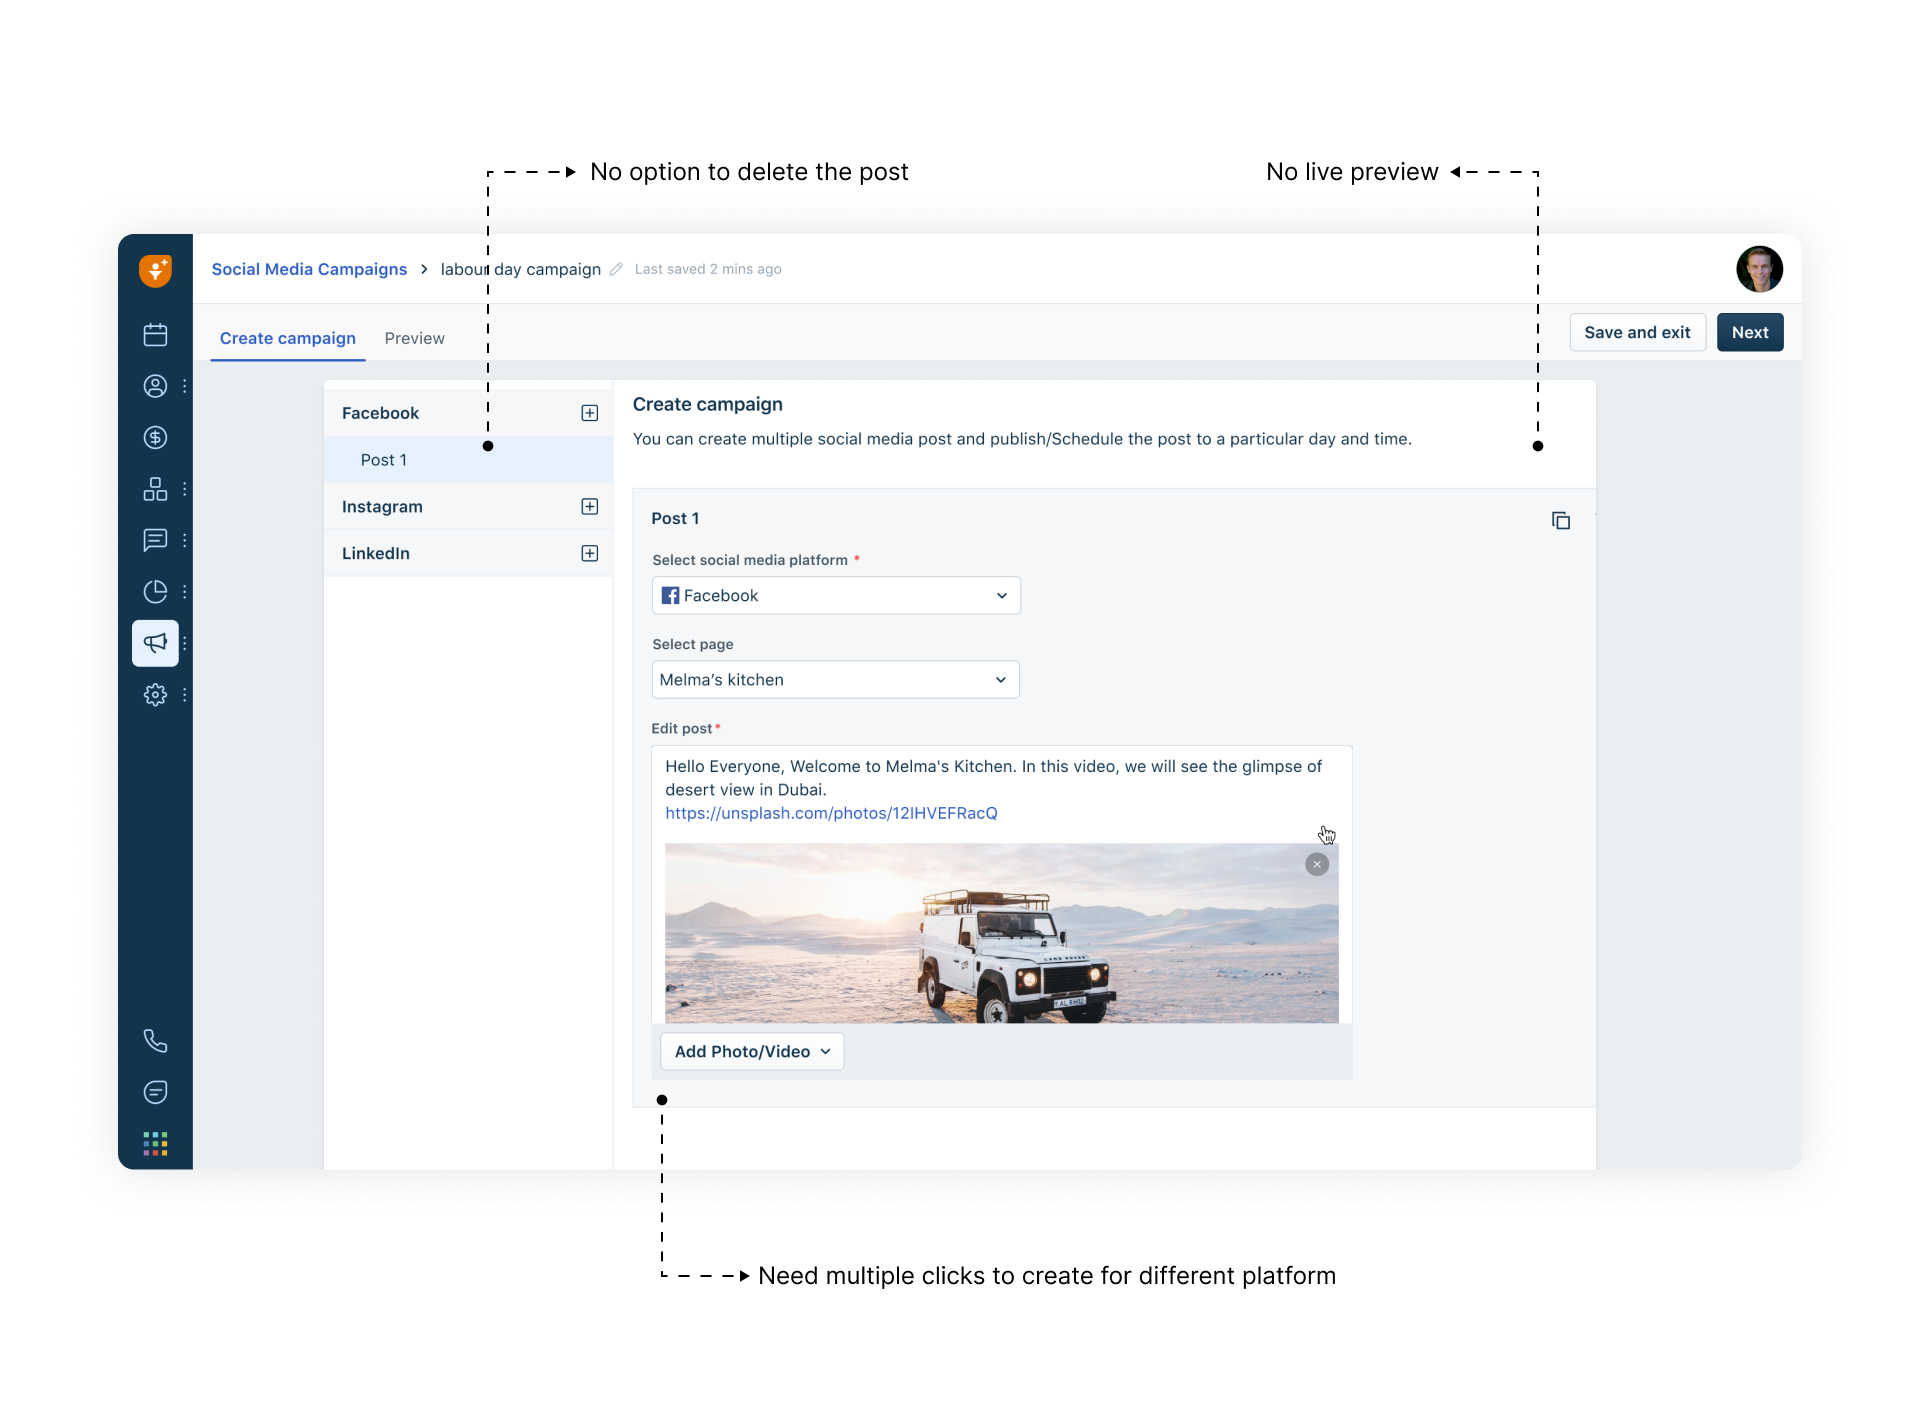 No option to delete the post
No live preview
Social Media Campaigns > labour day campaign Last saved 2 mins ago
Create campaign Preview
Save and exit Next
Facebook
Post 1
Instagram
LinkedIn
Create campaign
You can create multiple social media post and publish/Schedule the post to a particular day and time.
Post 1
Select social media platform *
Facebook
Select page
Melma’s kitchen
Edit post*
Hello Everyone, Welcome to Melma's Kitchen. In this video, we will see the glimpse of
desert view in Dubai.
https://unsplash.com/photos/12IHVEFRacQ
LAND ROVER
Add Photo/Video
Need multiple clicks to create for different platform